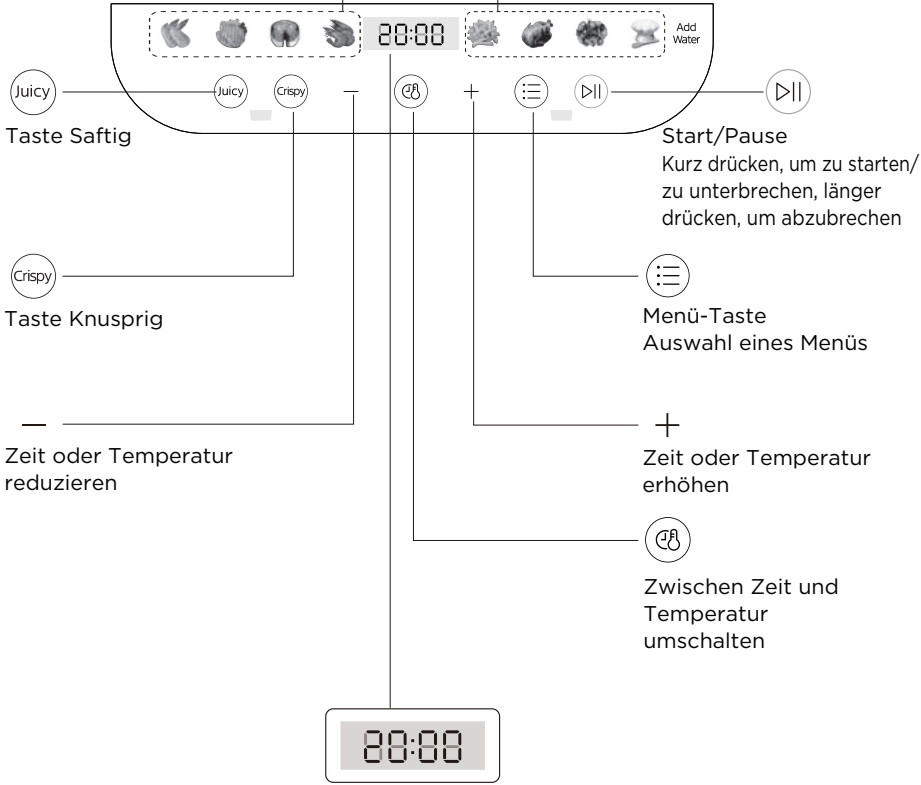 20:00
Add
Water
Juicy
Juicy
Crispy
Taste Saftig
Start/Pause
Kurz drücken, um zu starten/
zu unterbrechen, länger
drücken, um abzubrechen
Crispy
Taste Knusprig
Menü-Taste
Auswahl eines Menüs
Zeit oder Temperatur
reduzieren
Zeit oder Temperatur
erhöhen
Zwischen Zeit und
Temperatur
umschalten
20:00